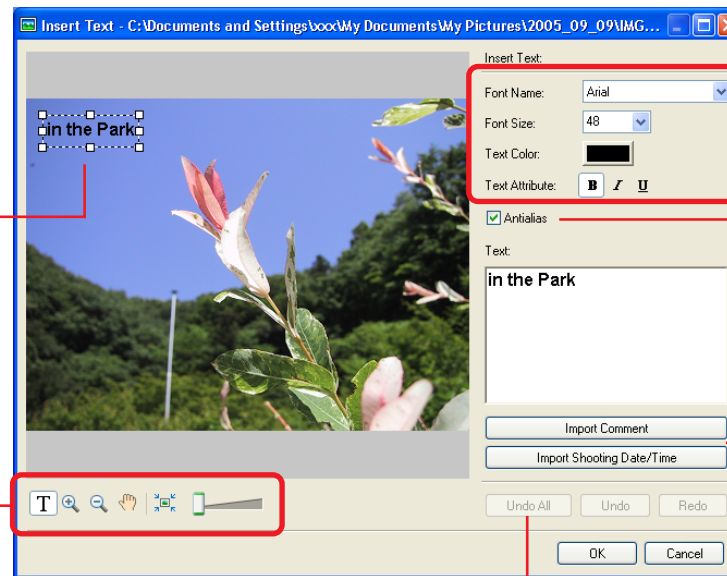 Insert Text - C:\Documents and Settings\xxx\My Documents\My Pictures\2005_09_09\IMG...
Insert Text:
Font Name: Arial
Font Size: 48
Text Color:
Text Attribute: B I U
Antialias
Text:
in the Park
in the Park
Import Comment
Import Shooting Date/Time
T
Undo All Undo Redo
OK Cancel